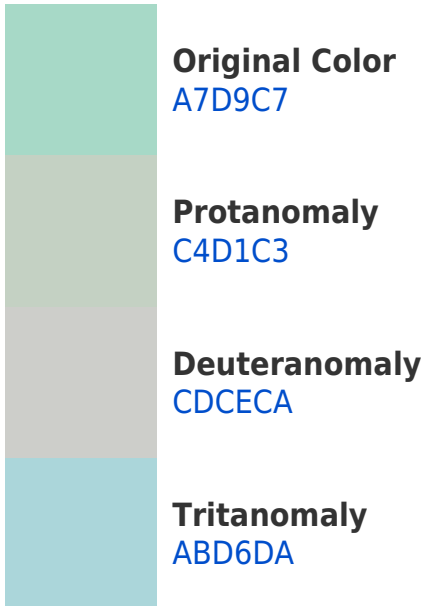 Original Color
A7D9C7
Protanomaly
C4D1C3
Deuteranomaly
CDCECA
Tritanomaly
ABD6DA